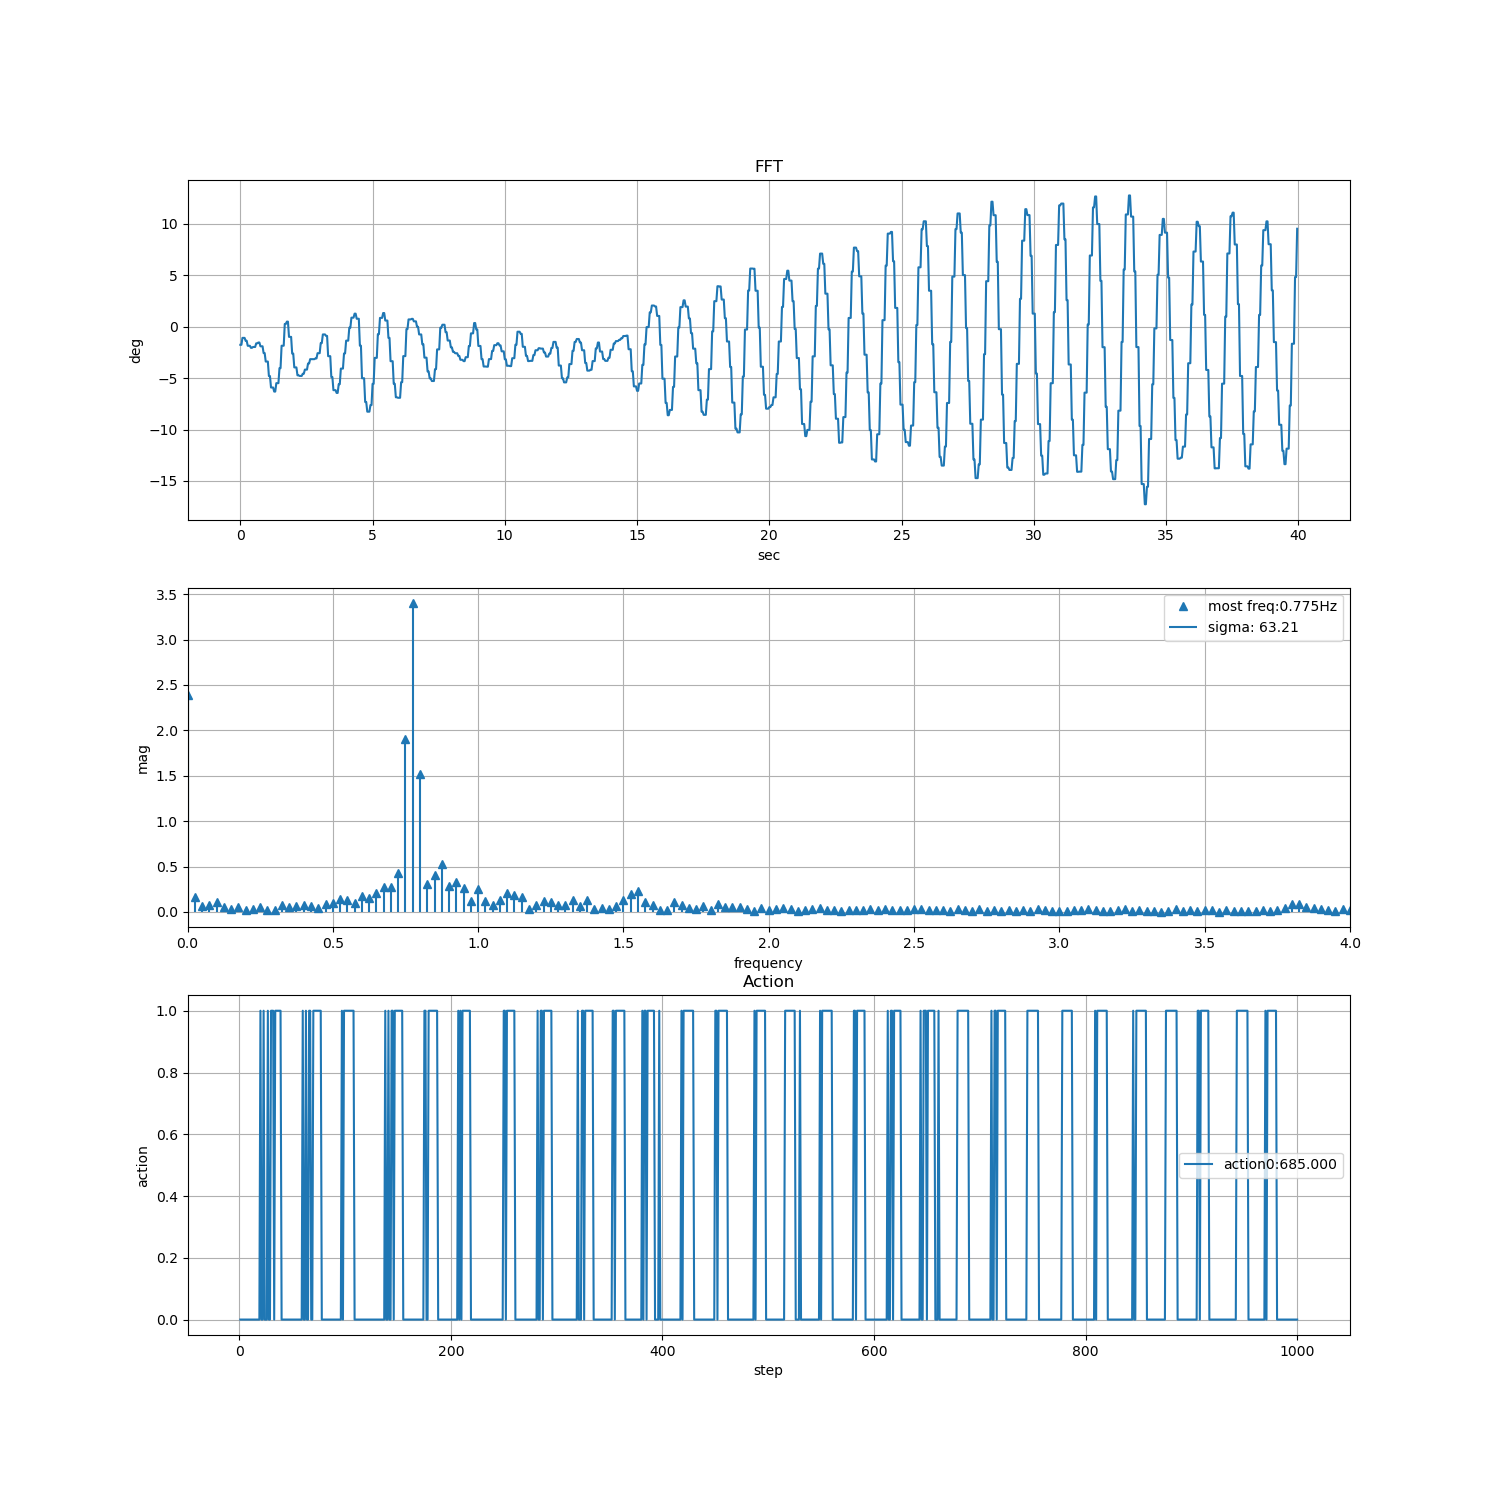 FFT
10
5
0
−5
−10
−15
deg
0 5 10 15 20 25 30 35 40
sec
3.5
3.0
2.5
2.0
1.5
1.0
0.5
0.0
mag
most freq:0.775Hz
sigma: 63.21
0.0 0.5 1.0 1.5 2.0 2.5 3.0 3.5 4.0
frequency
Action
1.0
0.8
0.6
0.4
0.2
0.0
action
action0:685.000
0 200 400 600 800 1000
step